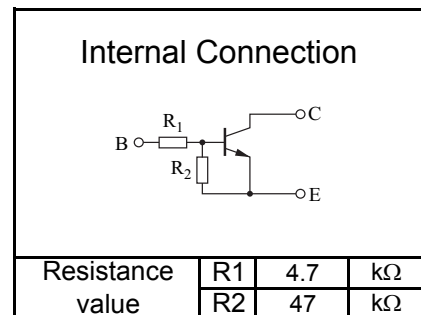 Internal Connection
C
R₁
B
R₂
E
Resistance value R1 4.7 kΩ
R2 47 kΩ